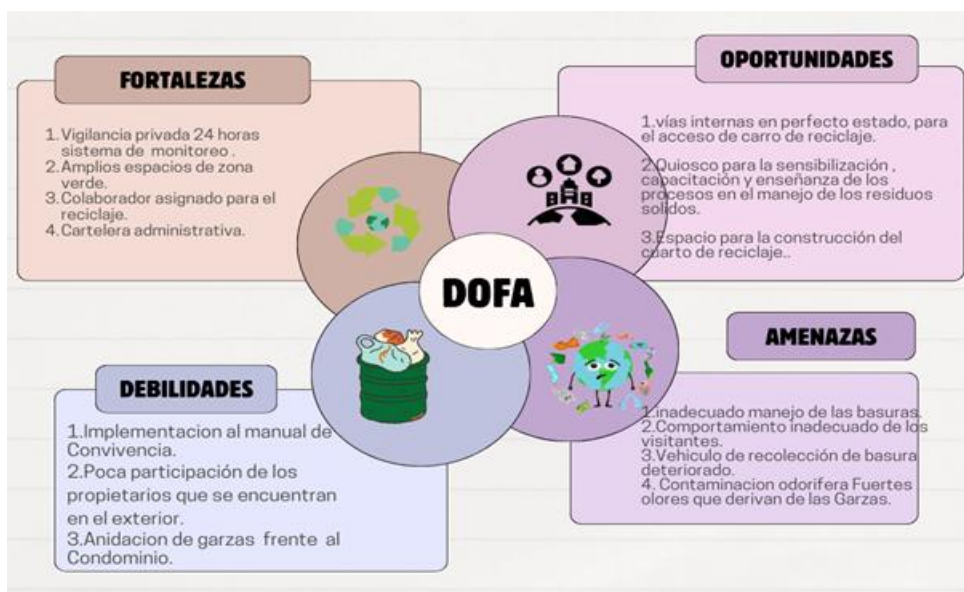 FORTALEZAS
1. Vigilancia privada 24 horas
sistema de monitoreo .
2. Amplios espacios de zona
verde.
3. Colaborador asignado para el
reciclaje.
4. Cartelera administrativa.
OPORTUNIDADES
1.vías internas en perfecto estado, para
el acceso de carro de reciclaje.
2.Quiosco para la sensibilización ,
capacitación y enseñanza de los
procesos en el manejo de los residuos
solidos.
3.Espacio para la construcción del
cuarto de reciclaje..
DOFA
DEBILIDADES
1.Implementacion al manual de
Convivencia.
2.Poca participación de los
propietarios que se encuentran
en el exterior.
3.Anidacion de garzas frente al
Condominio.
AMENAZAS
1.inadecuado manejo de las basuras.
2.Comportamiento inadecuado de los
visitantes.
3.Vehiculo de recolección de basura
deteriorado.
4. Contaminacion odorifera Fuertes
olores que derivan de las Garzas.